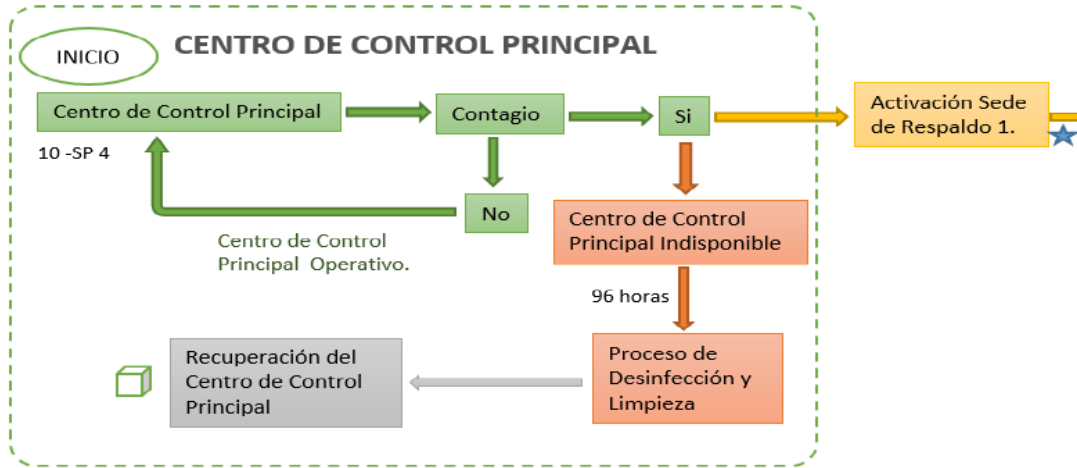 INICIO
CENTRO DE CONTROL PRINCIPAL
Centro de Control Principal
Contagio
Si
Activación Sede
de Respaldo 1.
10 -SP 4
No
Centro de Control
Principal Operativo.
Centro de Control
Principal Indisponible
96 horas
Recuperación del
Centro de Control
Principal
Proceso de
Desinfección y
Limpieza